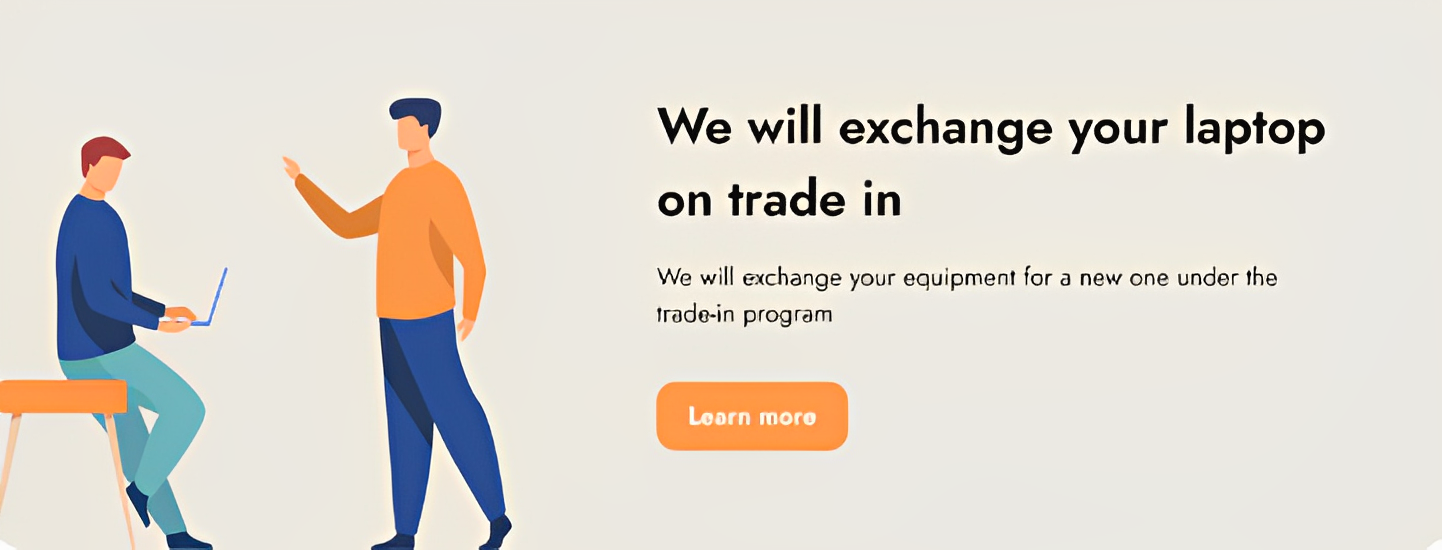 We will exchange your laptop
on trade in
We will exchange your equipment for a new one under the
trade-in program
Learn more